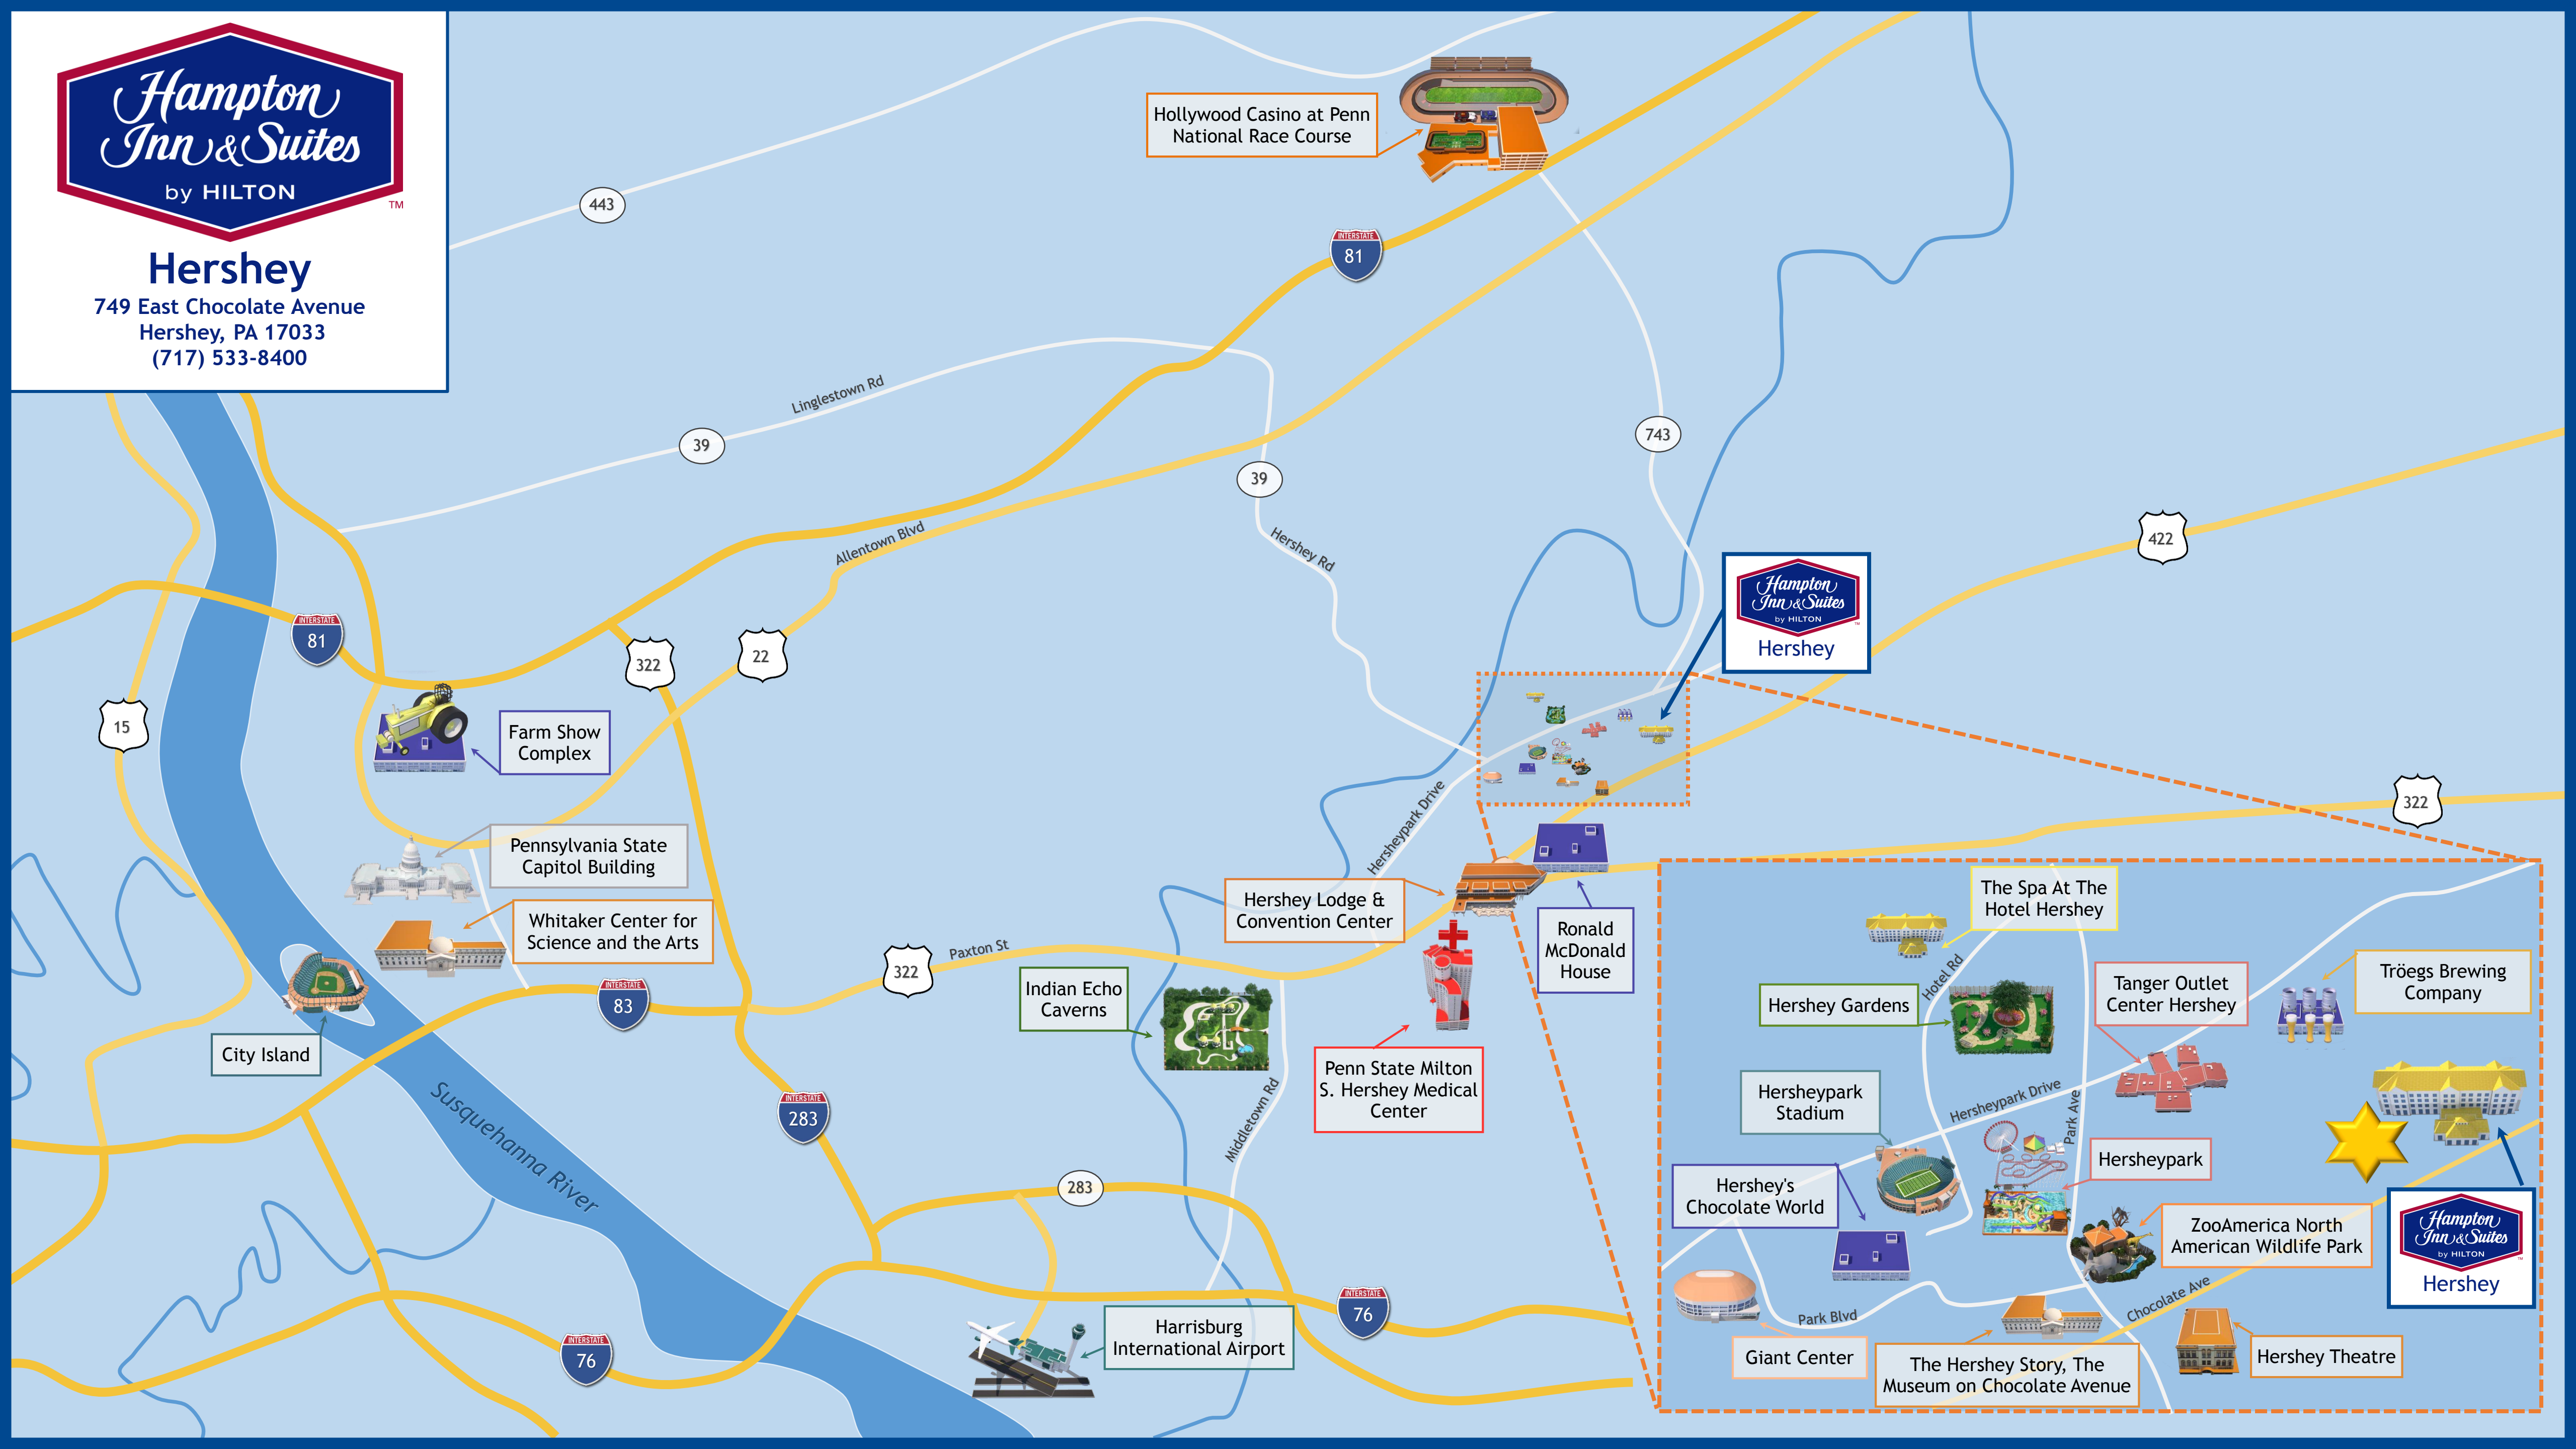 Hampton
Inn & Suites
by HILTON
TM
Hershey
749 East Chocolate Avenue
Hershey, PA 17033
(717) 533-8400
Hollywood Casino at Penn
National Race Course
443
INTERSTATE
81
Linglestown Rd
39
743
39
Hershey Rd
Allentown Blvd
422
Hampton
Inn & Suites
by HILTON
Hershey
INTERSTATE
81
322
22
15
Farm Show
Complex
322
Hersheypark Drive
Pennsylvania State
Capitol Building
Whitaker Center for
Science and the Arts
Hershey Lodge &
Convention Center
Ronald
McDonald
House
Paxton St
322
INTERSTATE
83
Indian Echo
Caverns
City Island
Penn State Milton
S. Hershey Medical
Center
Susquehanna River
INTERSTATE
283
Middletown Rd
283
INTERSTATE
76
Harrisburg
International Airport
INTERSTATE
76
The Spa At The
Hotel Hershey
Hotel Rd
Tröegs Brewing
Company
Tanger Outlet
Center Hershey
Hershey Gardens
Hersheypark
Stadium
Hersheypark Drive
Park Ave
Hersheypark
Hershey's
Chocolate World
ZooAmerica North
American Wildlife Park
Hampton
Inn & Suites
by HILTON
Hershey
Chocolate Ave
Park Blvd
Giant Center
The Hershey Story, The
Museum on Chocolate Avenue
Hershey Theatre